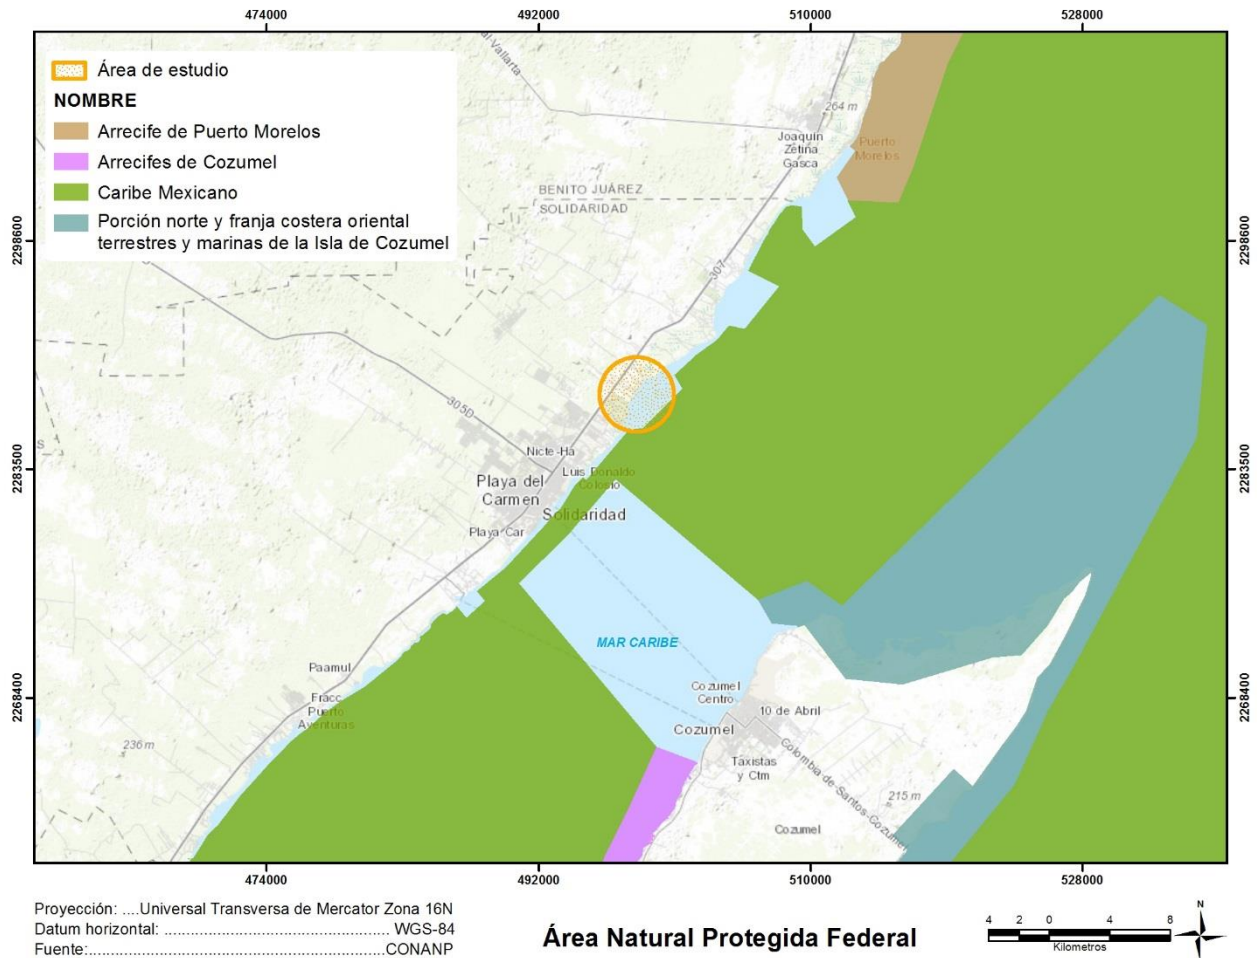 474000
492000
510000
528000
Área de estudio
NOMBRE
Arrecife de Puerto Morelos
Arrecifes de Cozumel
Caribe Mexicano
Porción norte y franja costera oriental
terrestres y marinas de la Isla de Cozumel
al-Vallarta
264 m
Joaquín
Zetina
Gasca
Puerto
Morelos
BENITO JUÁREZ
SOLIDARIDAD
2298600
2298600
307
305D
S
2283500
2283500
Nicte-Há
Luis Donaldo
Colosio
Playa del
Carmen
Solidaridad
Playa Car
MAR CARIBE
Paamul
Fracc
Puerto
Aventuras
236 m
2268400
2268400
Cozumel
Centro
10 de Abril
Cozumel
Taxistas
y Ctm
Colombia-de-Santos-Cozumel
215 m
Cozumel
474000
492000
510000
528000
Proyección: ....Universal Transversa de Mercator Zona 16N
Datum horizontal: ............................................. WGS-84
Fuente:.............................................................CONANP
Área Natural Protegida Federal
4 2 0 4 8
Kilometros
N